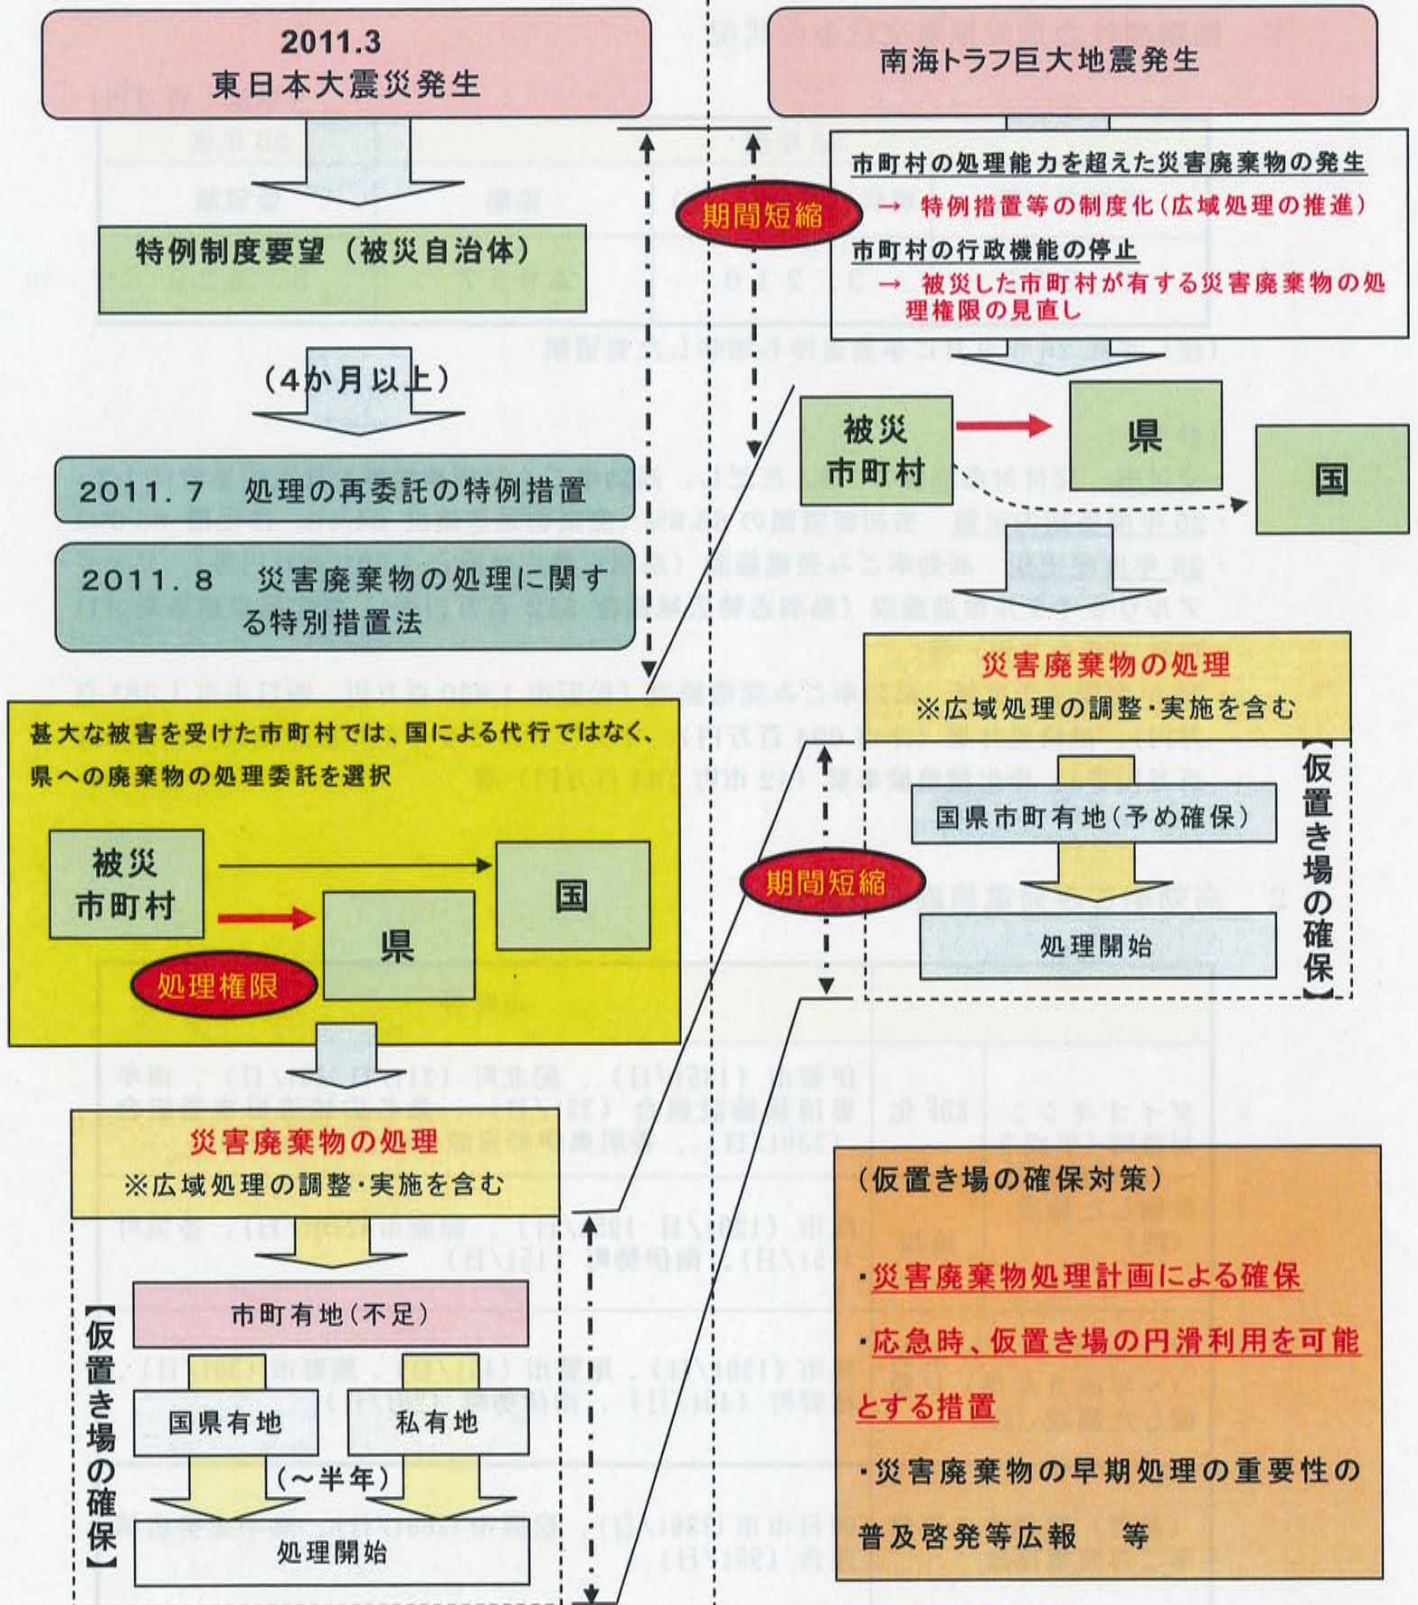 2011.3
東日本大震災発生
特例制度要望（被災自治体）
（4か月以上）
2011.7　処理の再委託の特例措置
2011.8　災害廃棄物の処理に関す
る特別措置法
甚大な被害を受けた市町村では、国による代行ではなく、
県への廃棄物の処理委託を選択
被災
市町村
県
国
処理権限
災害廃棄物の処理
※広域処理の調整・実施を含む
【仮置き場の確保】
市町有地（不足）
国県有地
私有地
（～半年）
処理開始
南海トラフ巨大地震発生
期間短縮
市町村の処理能力を超えた災害廃棄物の発生
→ 特例措置等の制度化（広域処理の推進）
市町村の行政機能の停止
→ 被災した市町村が有する災害廃棄物の処
理権限の見直し
被災
市町村
県
国
災害廃棄物の処理
※広域処理の調整・実施を含む
期間短縮
【仮置き場の確保】
国県市町有地（予め確保）
処理開始
（仮置き場の確保対策）
・災害廃棄物処理計画による確保
・応急時、仮置き場の円滑利用を可能
とする措置
・災害廃棄物の早期処理の重要性の
普及啓発等広報　等